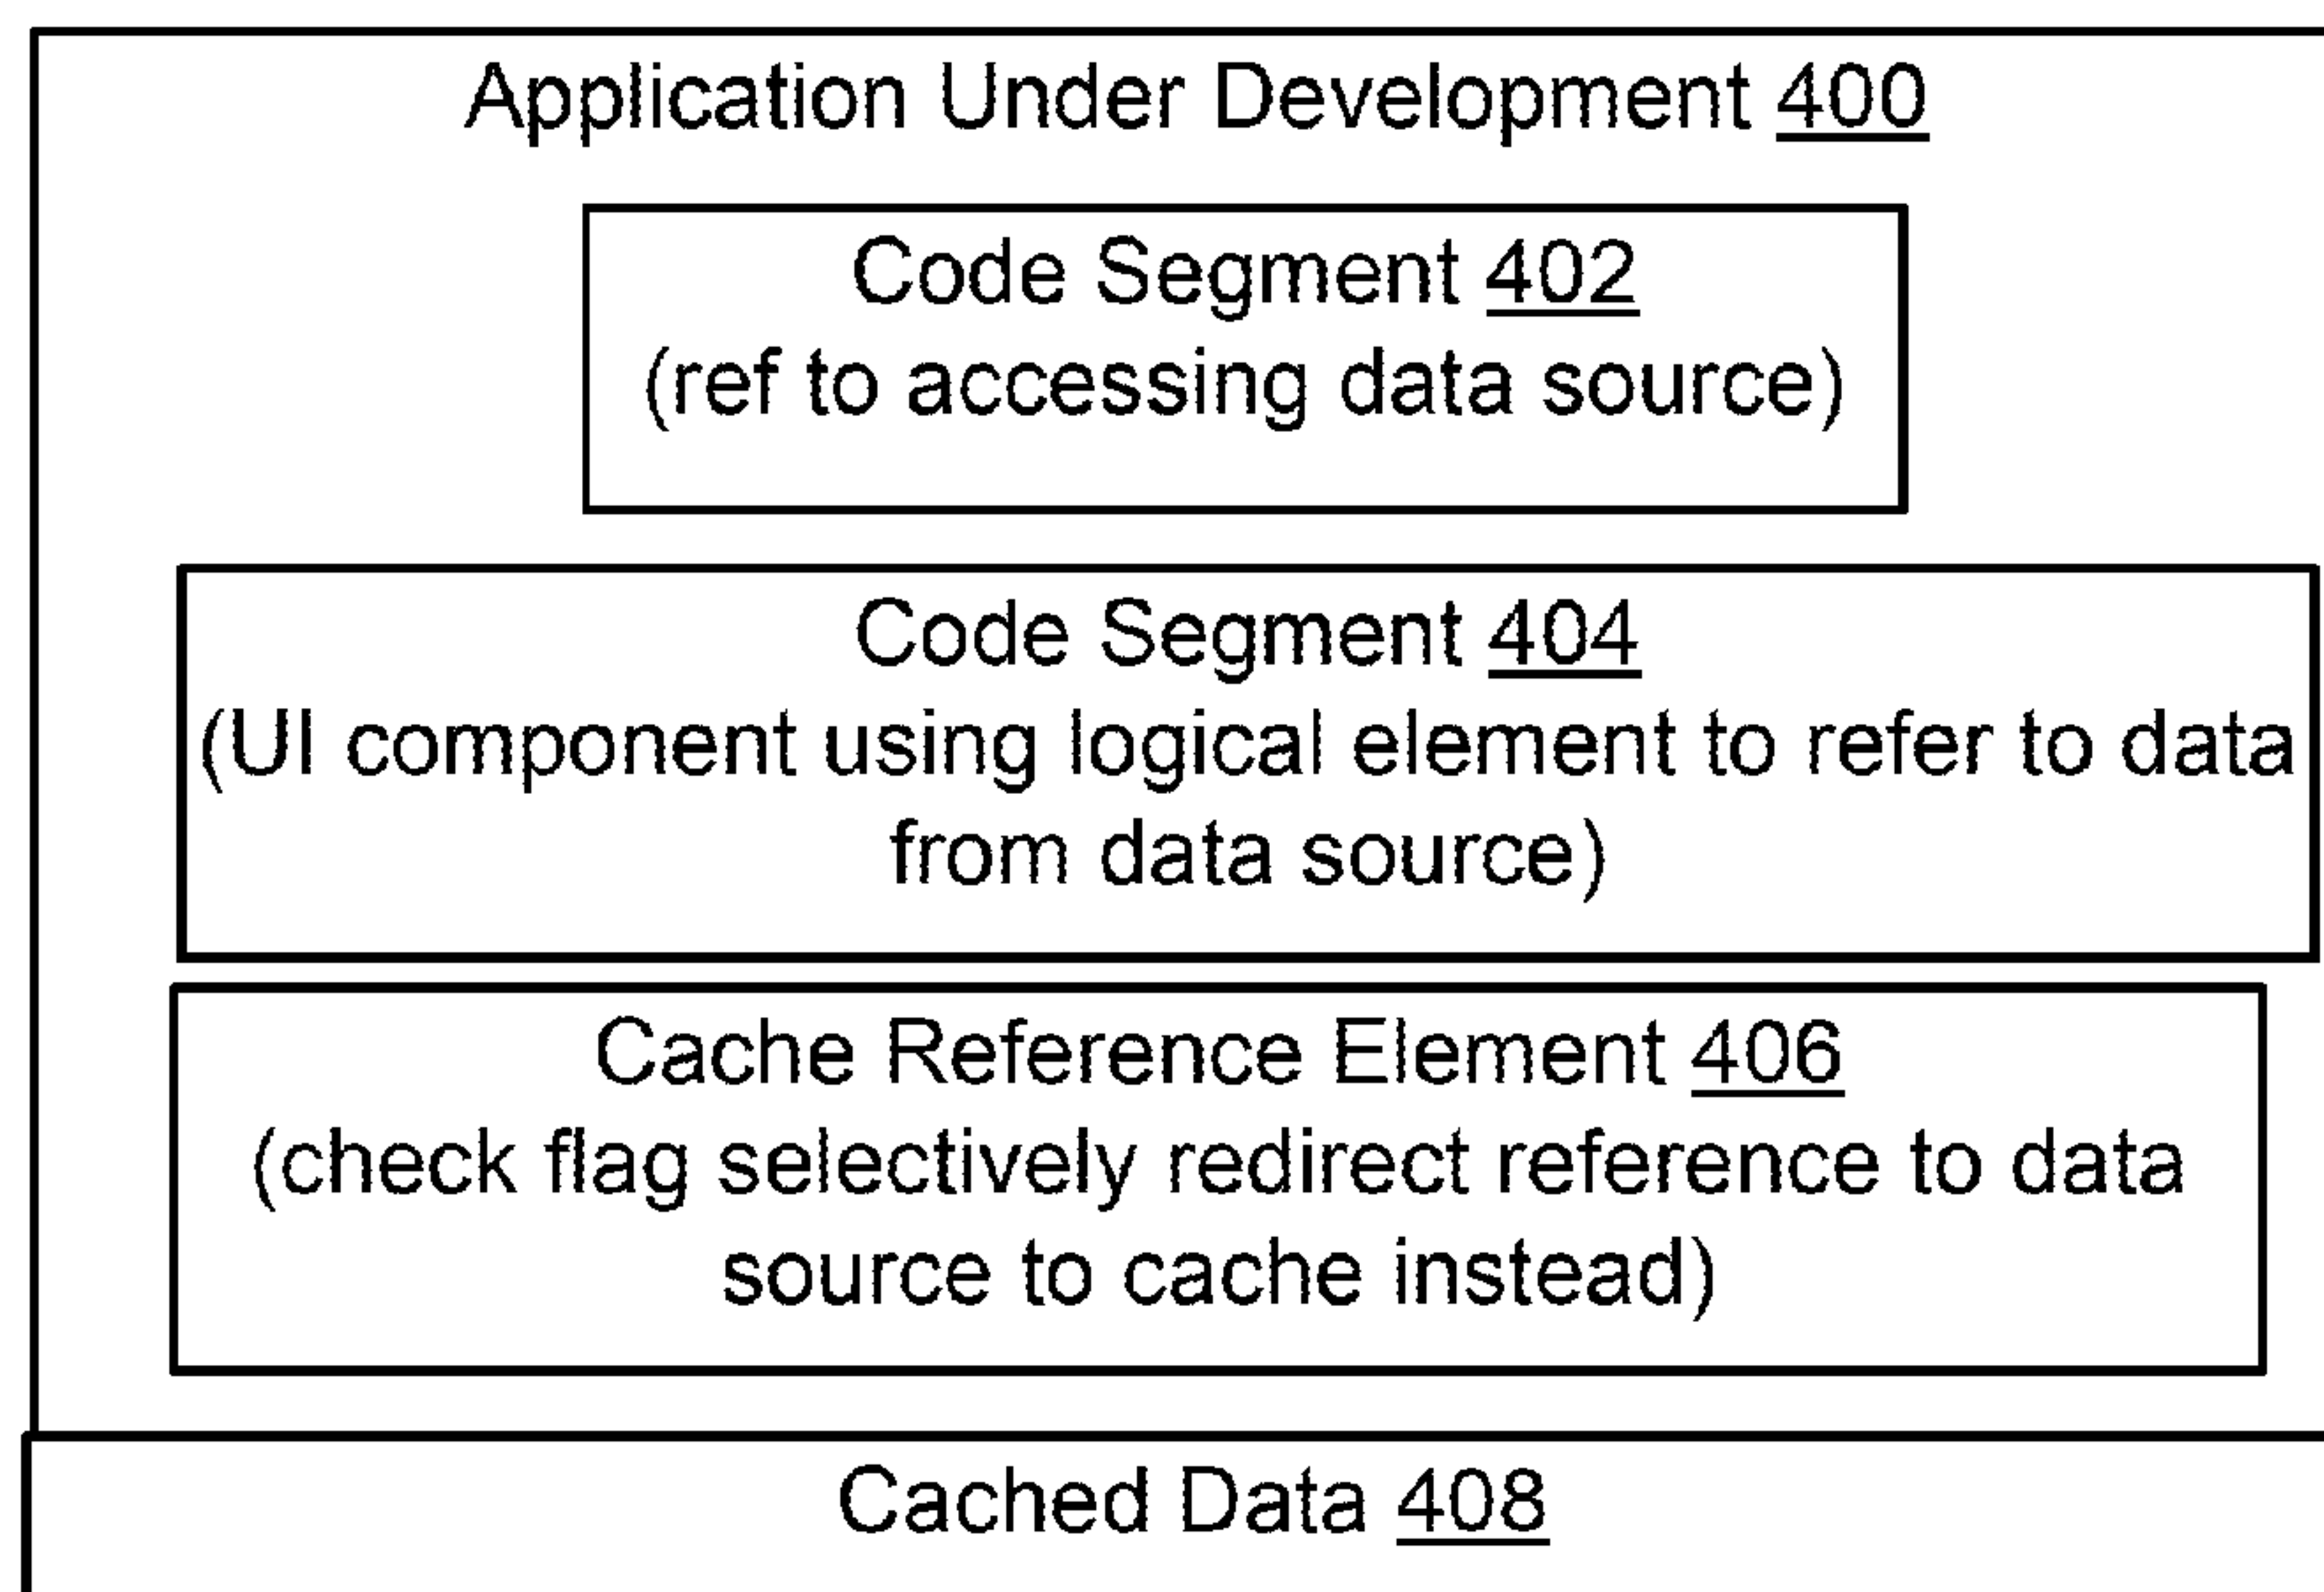 Application Under Development 400
Code Segment 402
(ref to accessing data source)
Code Segment 404
(UI component using logical element to refer to data
from data source)
Cache Reference Element 406
(check flag selectively redirect reference to data
source to cache instead)
Cached Data 408